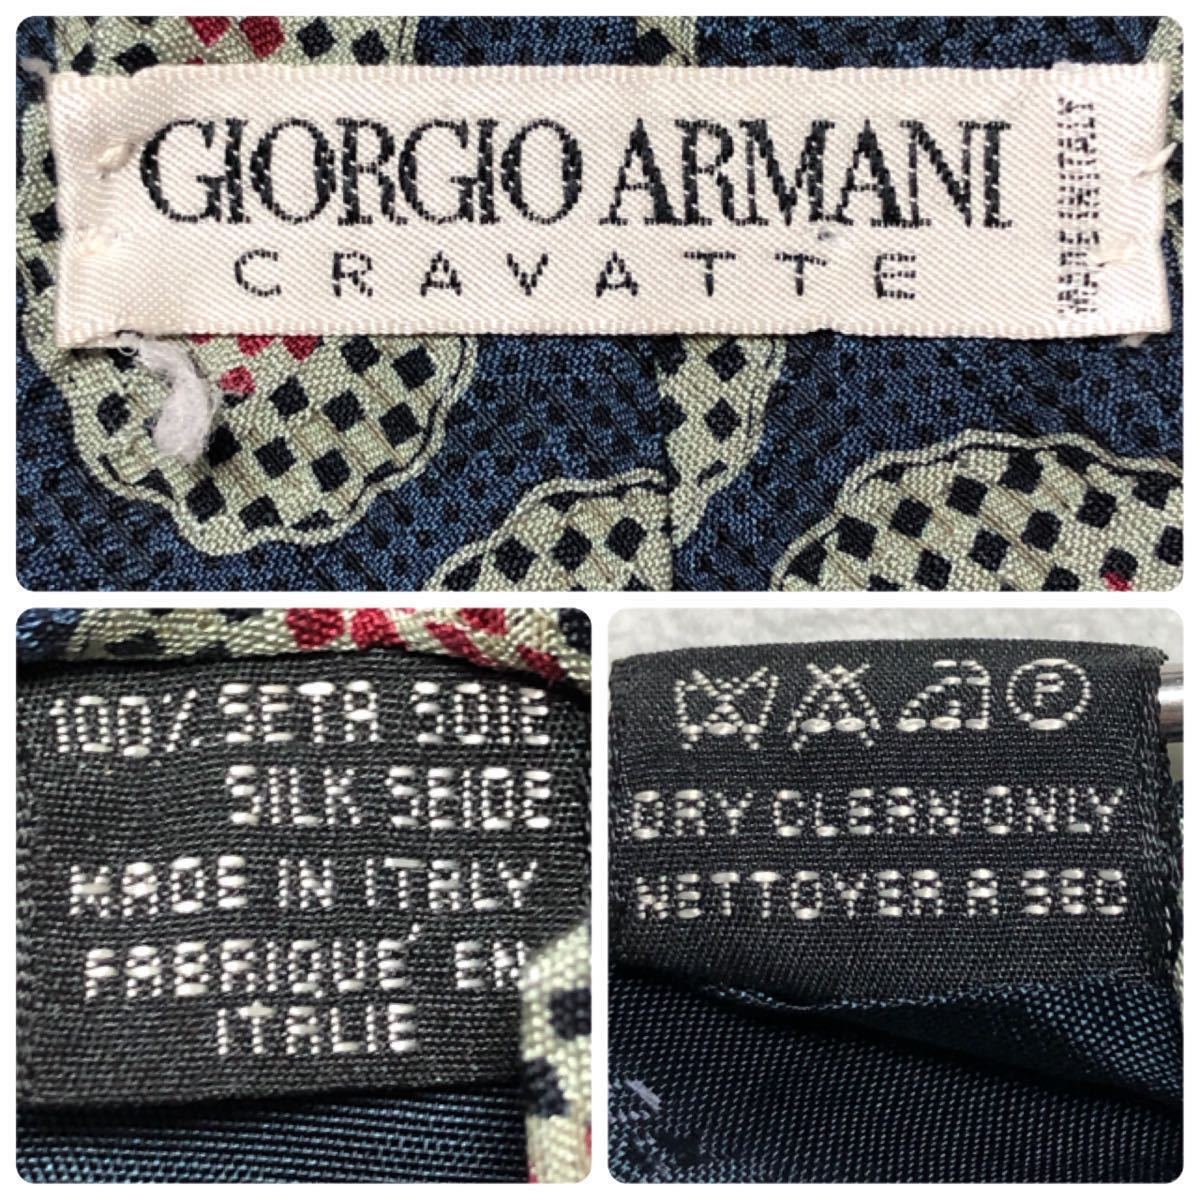 GIORGIO ARMANI
CRAVATTE
MADE IN ITALY
100% SETA SOIE
SILK SEIDE
MADE IN ITALY
FABRIQUÉ EN
ITALIE
P
DRY CLEAN ONLY
NETTOYER A SEC